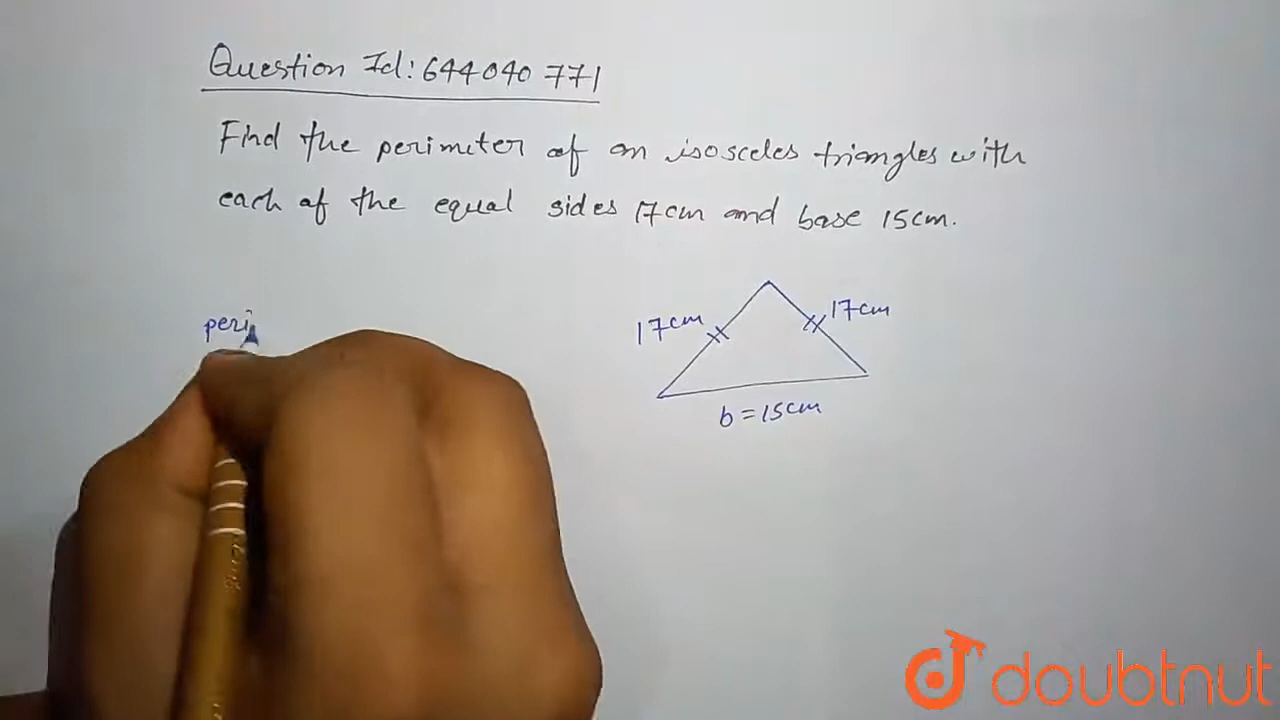 Question Id: 644040771
Find the perimeter of an isosceles triangles with
each of the equal sides 17cm and base 15cm.
17cm
17cm
peri
b = 15cm
doubtnut